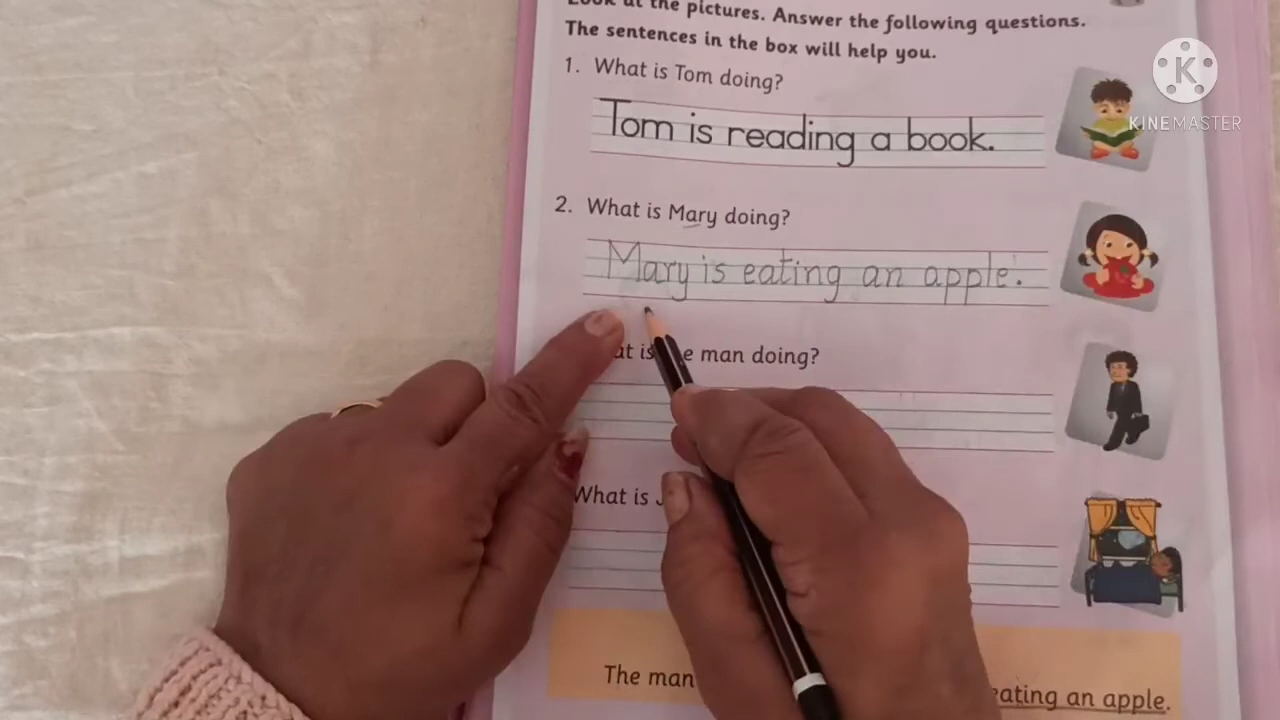 Look at the pictures. Answer the following questions.
The sentences in the box will help you.
1. What is Tom doing?
Tom is reading a book.
2. What is Mary doing?
Mary is eating an apple.
man doing?
What is
The man
eating an apple.
K
KINEMASTER